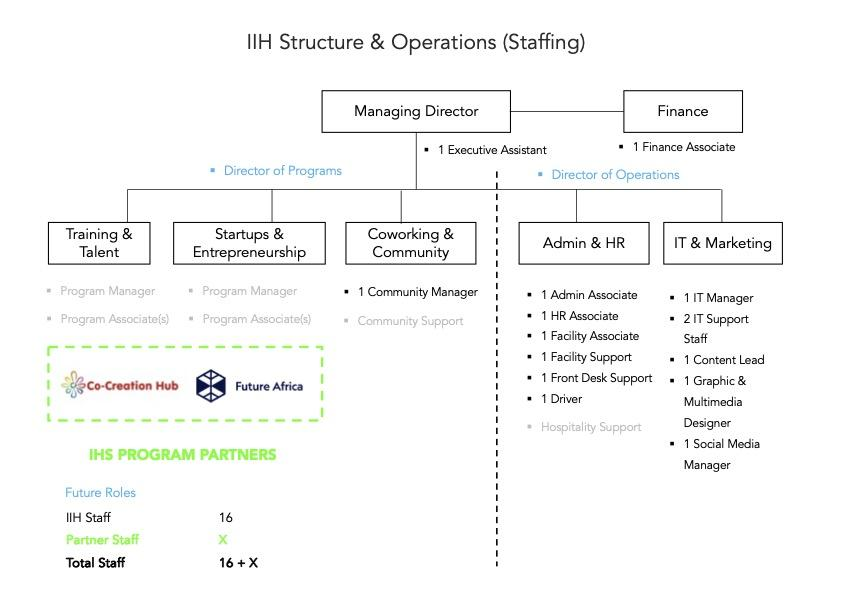 IIH Structure & Operations (Staffing)
Managing Director
Finance
▪ 1 Executive Assistant
▪ 1 Finance Associate
▪ Director of Programs
▪ Director of Operations
Training &
Talent
Startups &
Entrepreneurship
Coworking &
Community
Admin & HR
IT & Marketing
▪ Program Manager
▪ Program Associate(s)
▪ Program Manager
▪ Program Associate(s)
▪ 1 Community Manager
▪ Community Support
▪ 1 Admin Associate
▪ 1 HR Associate
▪ 1 Facility Associate
▪ 1 Facility Support
▪ 1 Front Desk Support
▪ 1 Driver
▪ Hospitality Support
▪ 1 IT Manager
▪ 2 IT Support
Staff
▪ 1 Content Lead
▪ 1 Graphic &
Multimedia
Designer
▪ 1 Social Media
Manager
Co-Creation Hub
Future Africa
IHS PROGRAM PARTNERS
Future Roles
IIH Staff 16
Partner Staff X
Total Staff 16 + X